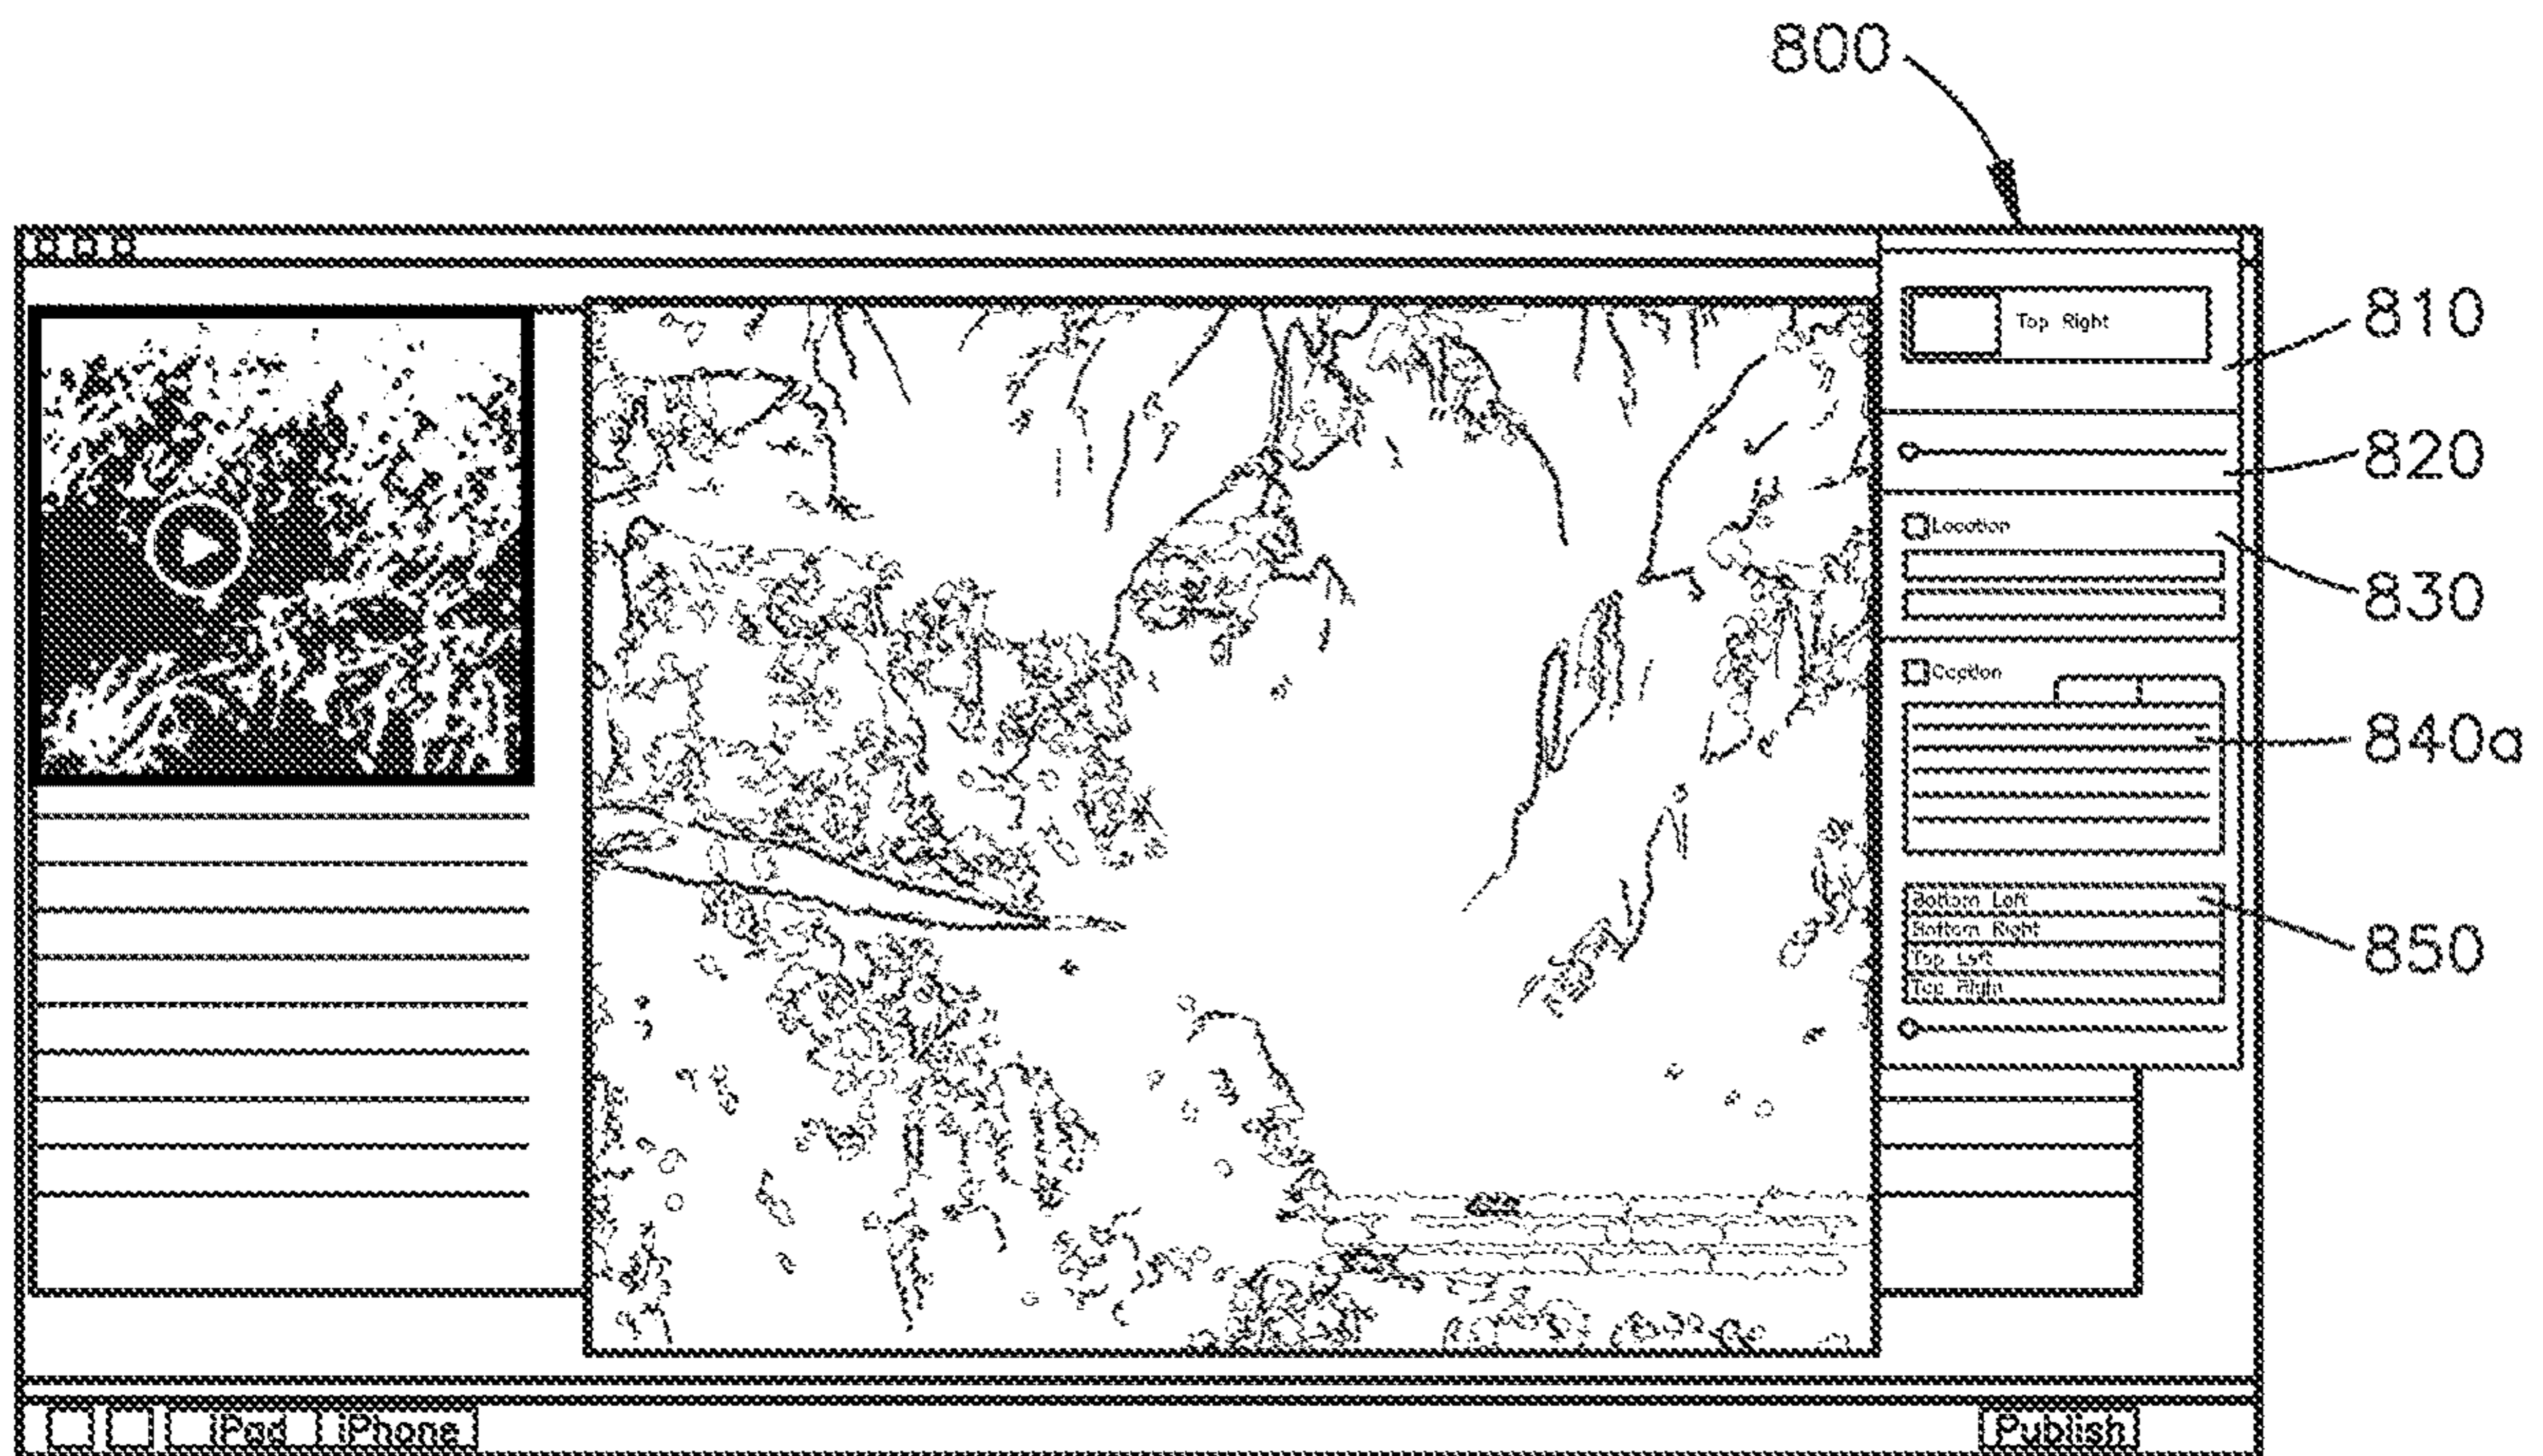 800
Top Right
810
820
Location
830
Caption
840a
Bottom Left
850
Bottom Right
Top Left
Top Right
iPad iPhone Publish